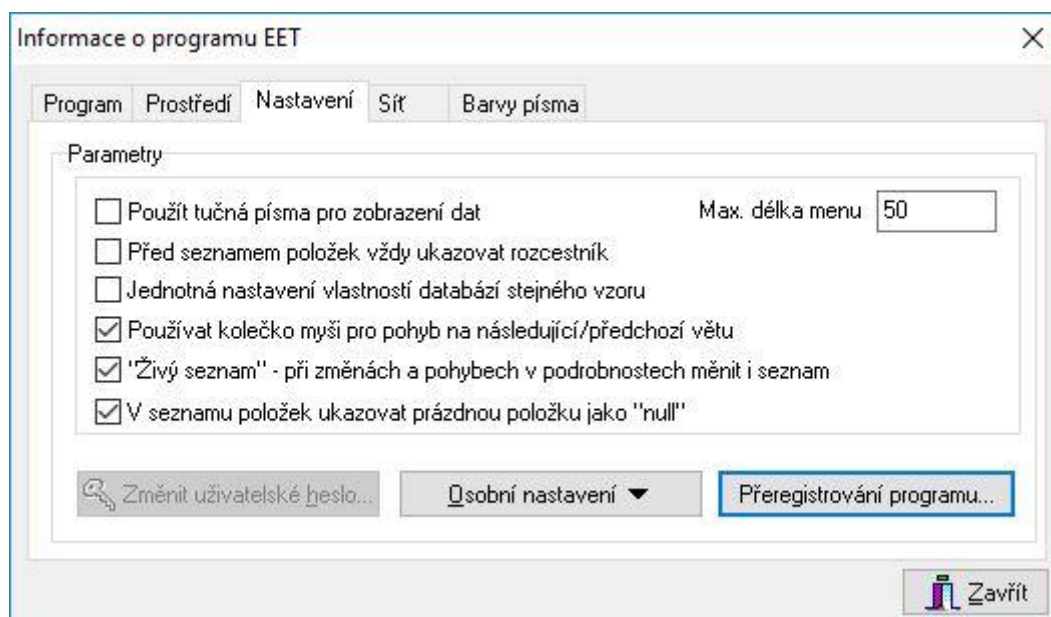 Informace o programu EET
Program Prostředí Nastavení Síť Barvy písma
Parametry
Použít tučná písma pro zobrazení dat Max. délka menu 50
Před seznamem položek vždy ukazovat rozcestník
Jednotná nastavení vlastností databází stejného vzoru
Používat kolečko myši pro pohyb na následující/předchozí větu
"Živý seznam" - při změnách a pohybech v podrobnostech měnit i seznam
V seznamu položek ukazovat prázdnou položku jako "null"
Změnit uživatelské heslo... Osobní nastavení Přeregistrování programu...
Zavřít